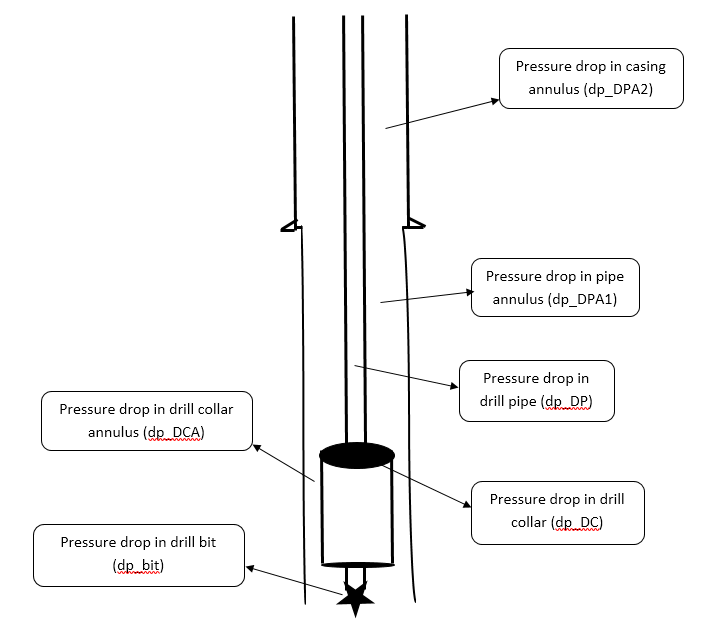 Pressure drop in casing
annulus (dp_DPA2)
Pressure drop in pipe
annulus (dp_DPA1)
Pressure drop in
drill pipe (dp_DP)
Pressure drop in drill collar
annulus (dp_DCA)
Pressure drop in drill
collar (dp_DC)
Pressure drop in drill bit
(dp_bit)